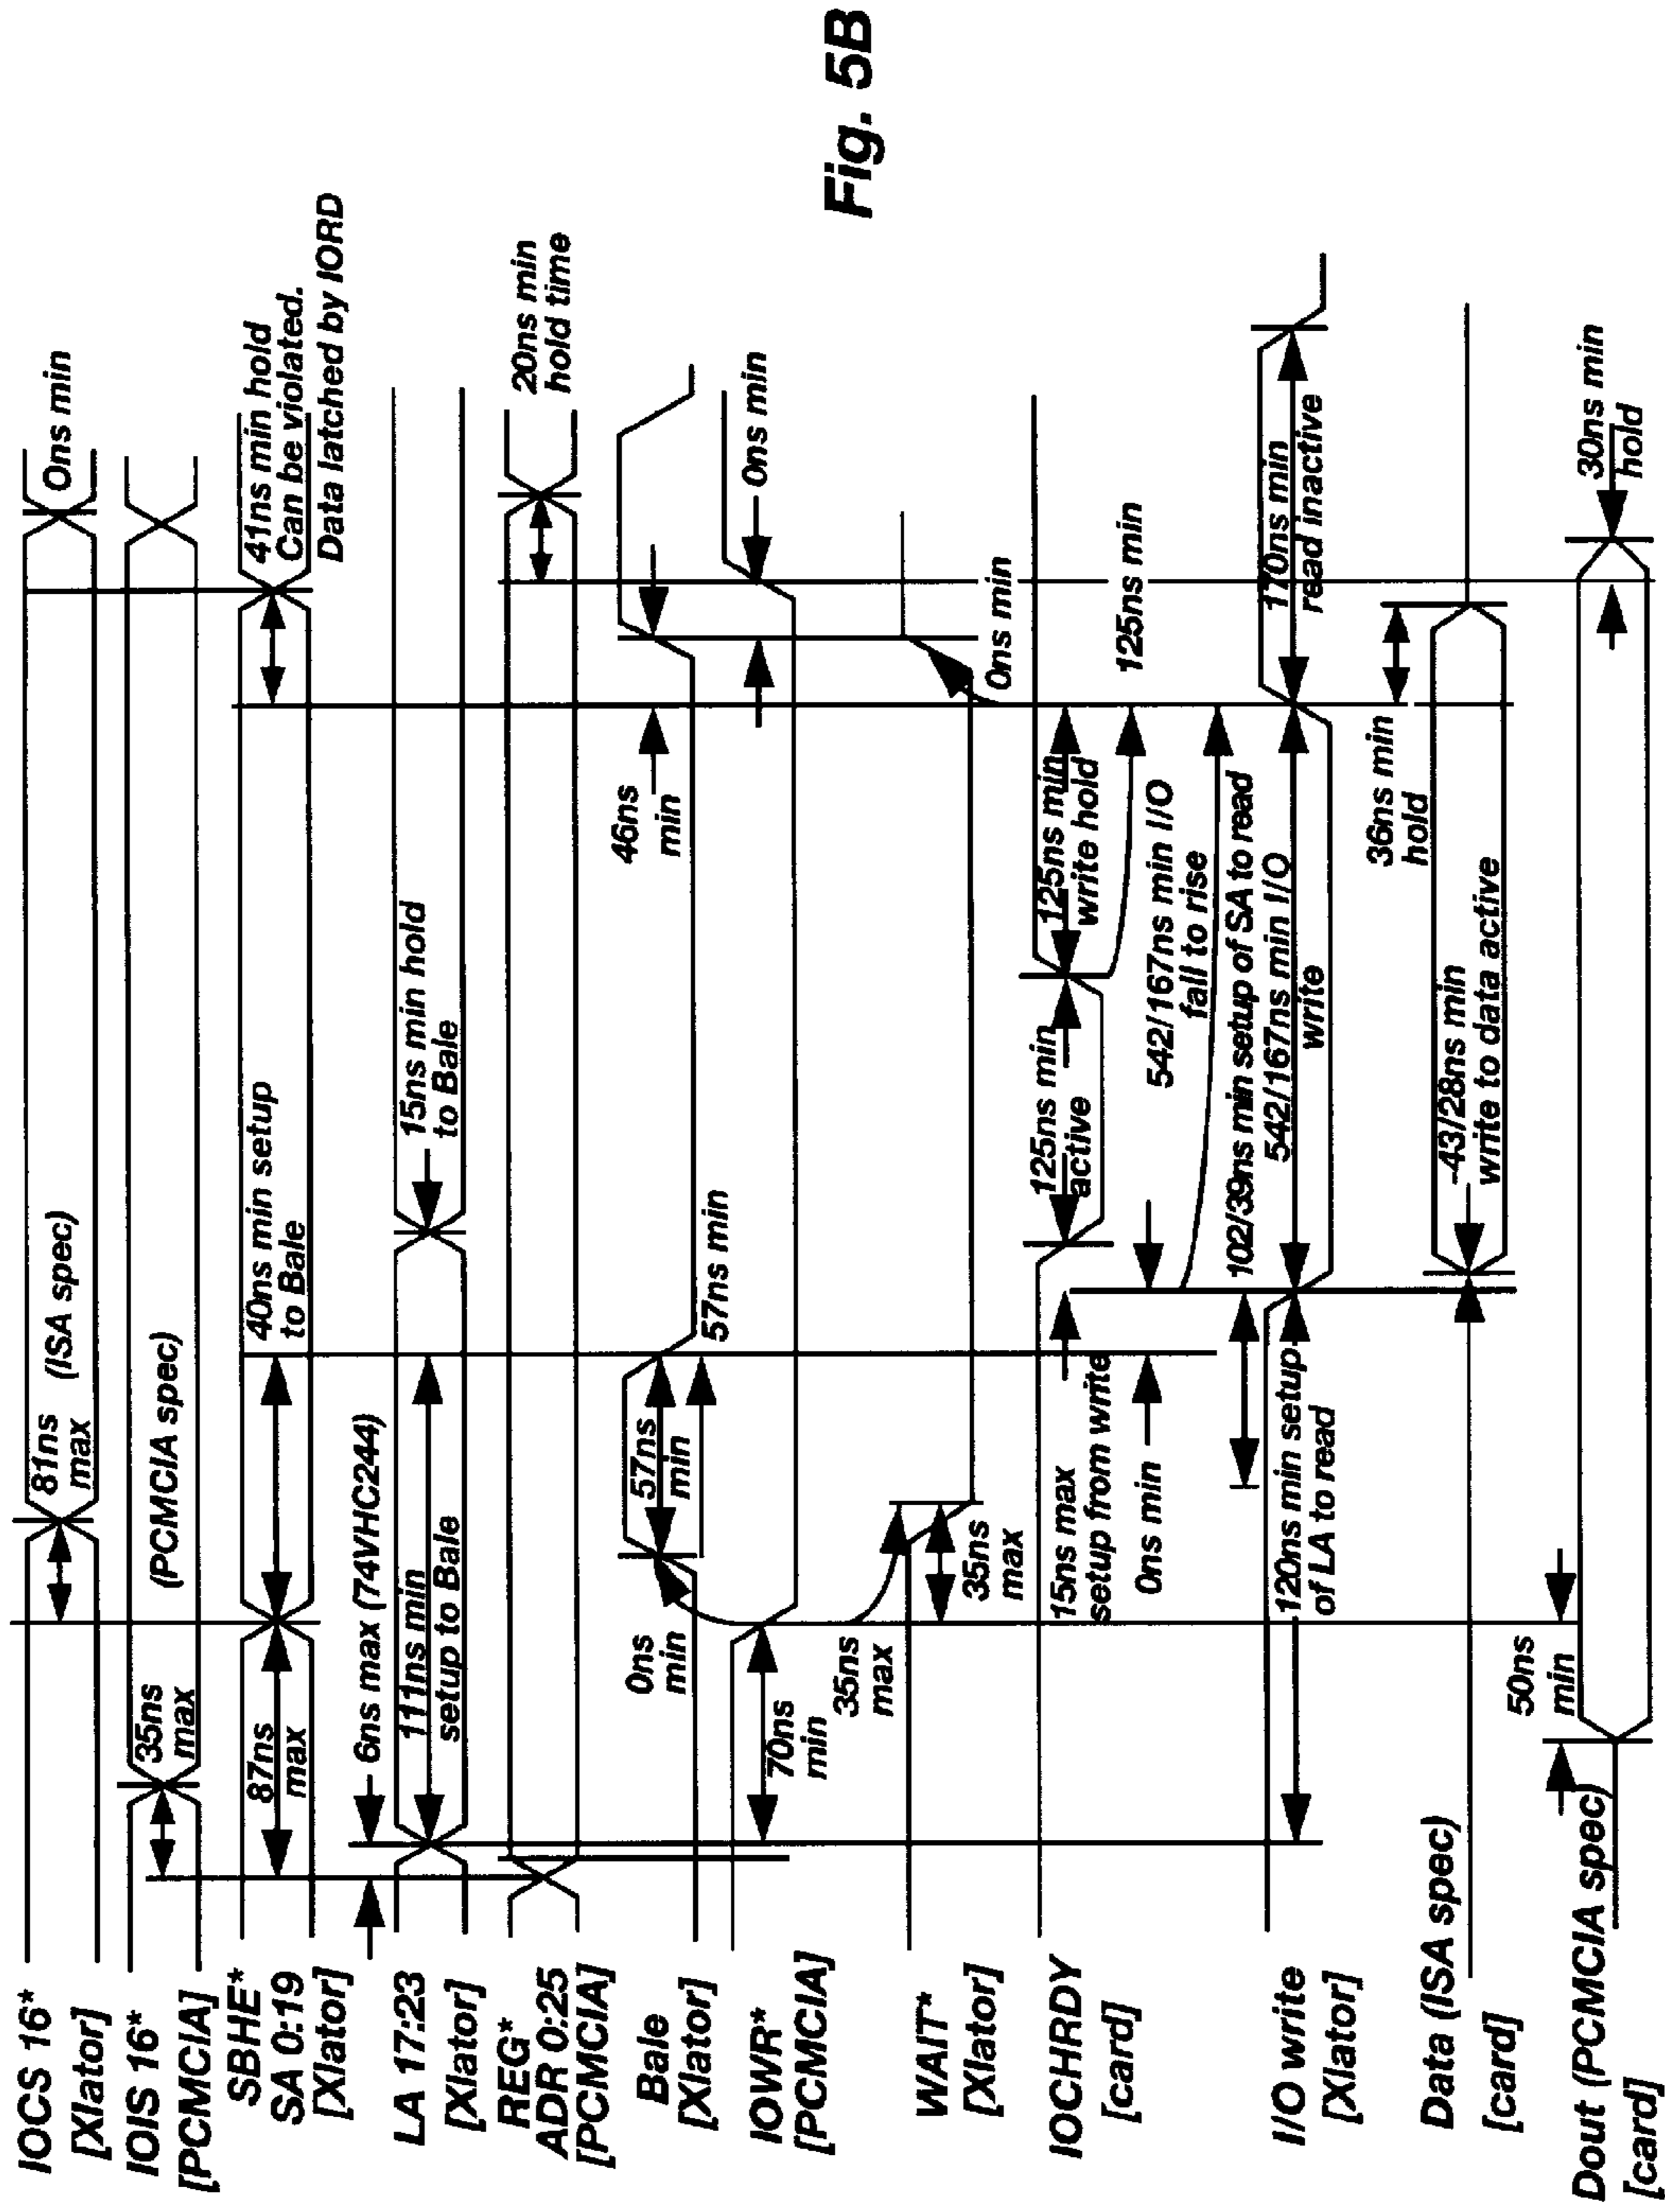 IOCS 16*
[Xlator]
81ns
max
(ISA spec)
0ns min
IOIS 16*
[PCMCIA]
35ns
max
(PCMCIA spec)
SBHE*
SA 0:19
[Xlator]
87ns
max
40ns min setup
to Bale
41ns min hold
Can be violated.
Data latched by IORD
6ns max (74VHC244)
LA 17:23
[Xlator]
111ns min
setup to Bale
15ns min hold
to Bale
REG*
ADR 0:25
[PCMCIA]
20ns min
hold time
Bale
[Xlator]
0ns
min
57ns
min
57ns min
46ns
min
IOWR*
[PCMCIA]
70ns
min
0ns min
WAIT*
[Xlator]
35ns
max
35ns
max
0ns min
IOCHRDY
[card]
15ns max
setup from write
125ns min
active
125ns min
write hold
125ns min
0ns min
542/167ns min I/O
fall to rise
102/39ns min setup of SA to read
I/O write
[Xlator]
120ns min setup
of LA to read
542/167ns min I/O
write
170ns min
read inactive
Data (ISA spec)
[card]
-43/28ns min
write to data active
36ns min
hold
Dout (PCMCIA spec)
[card]
50ns
min
30ns min
hold
Fig. 5B